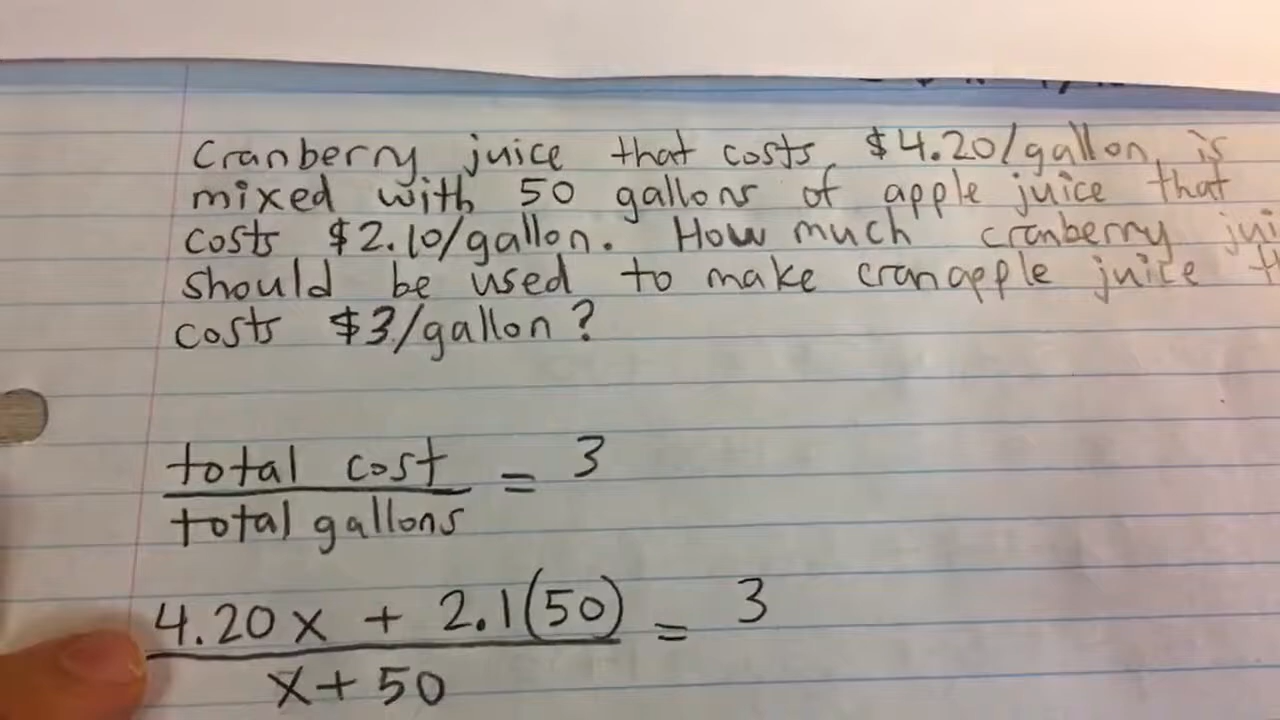 Cranberry juice that costs $4.20/gallon is
mixed with 50 gallons of apple juice that
costs $2.10/gallon. How much cranberry
should be used to make cranapple juice
costs $3/gallon?
total cost
total gallons
= 3
4.20x + 2.1(50)
x+50
= 3